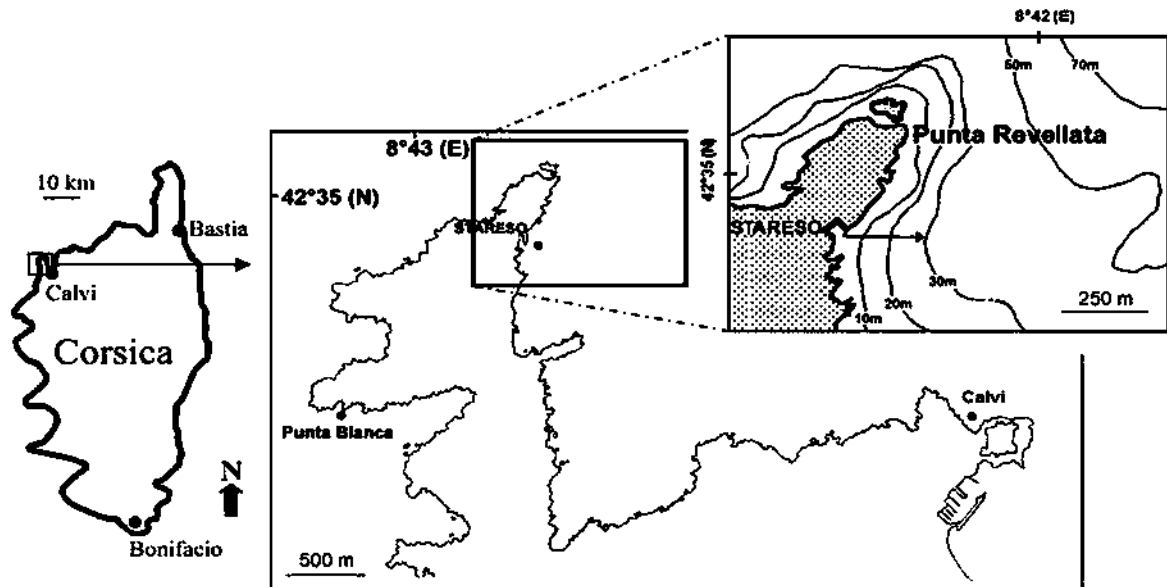 10 km
Bastia
Calvi
Corsica
N
Bonifacio
8°43 (E)
42°35 (N)
STARESO
Punta Blanca
Calvi
500 m
8°42 (E)
50m
70m
Punta Revellata
42°35 (N)
STARESO
30m
20m
10m
250 m